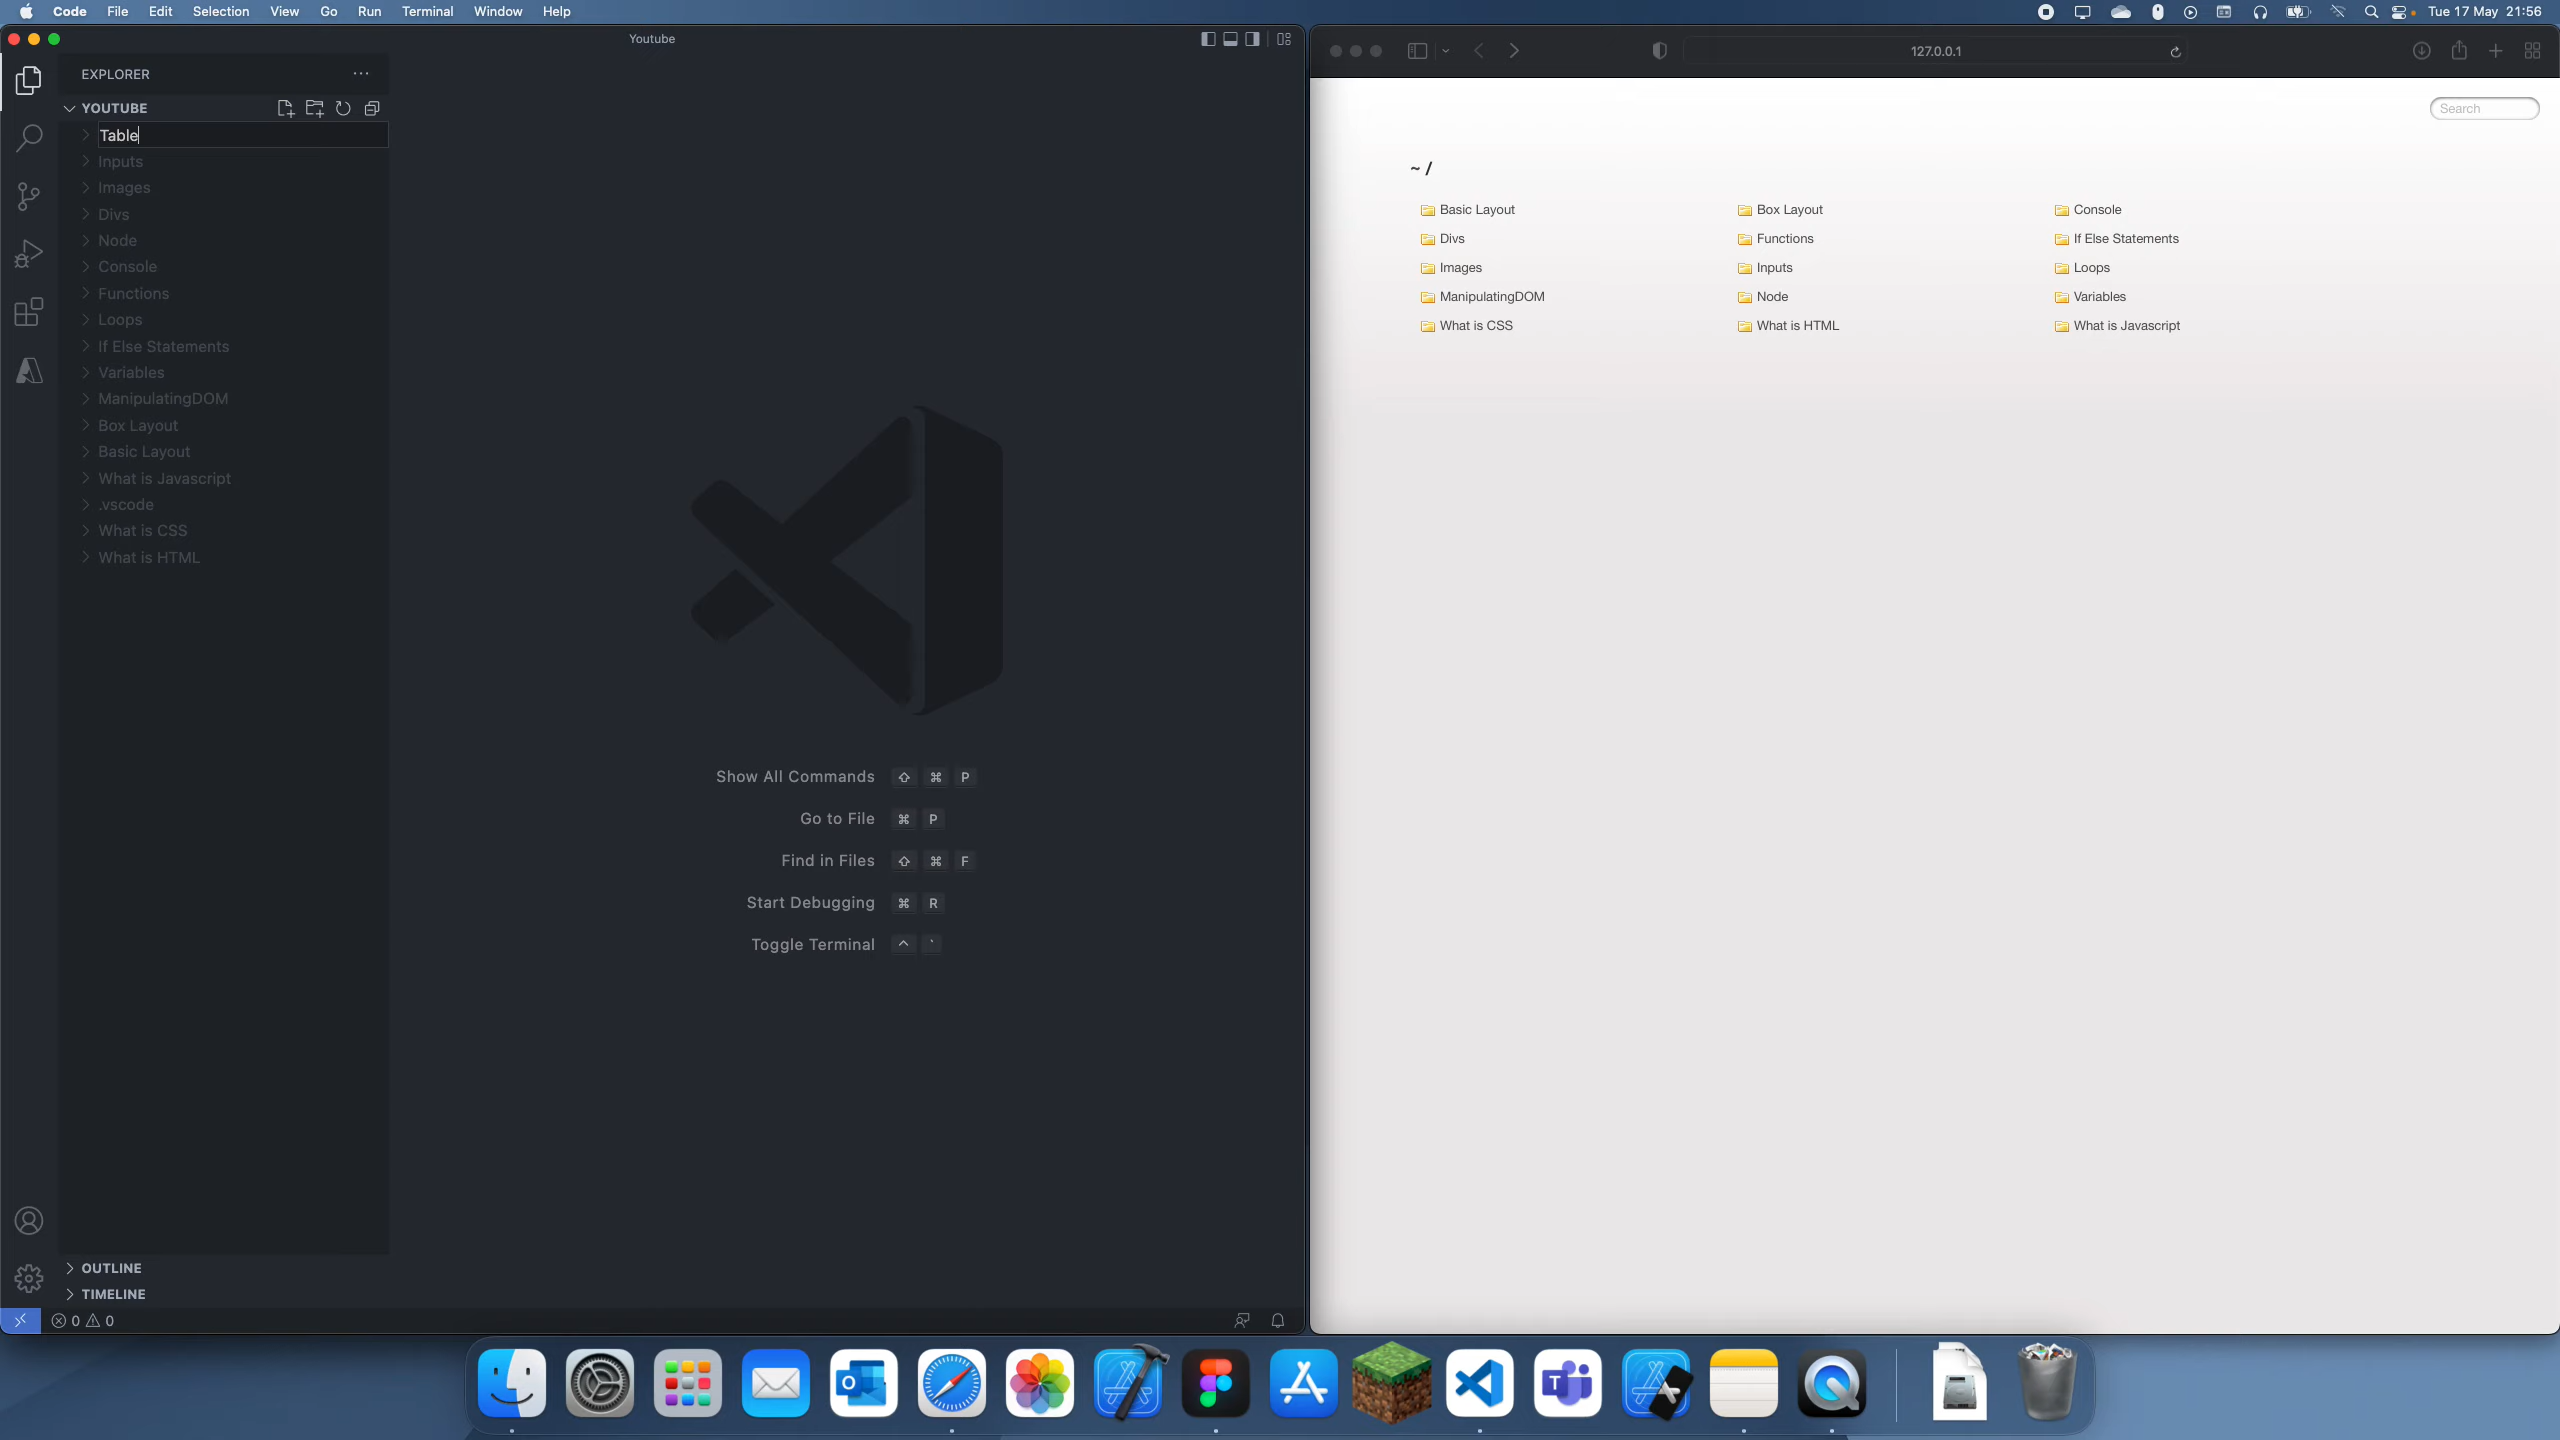 Code File Edit Selection View Go Run Terminal Window Help Tue 17 May 21:56
Youtube
127.0.0.1
EXPLORER
YOUTUBE
Table
Inputs
Images
Divs
Node
Console
Functions
Loops
If Else Statements
Variables
ManipulatingDOM
Box Layout
Basic Layout
What is Javascript
.vscode
What is CSS
What is HTML
Show All Commands ⇧ ⌘ P
Go to File ⌘ P
Find in Files ⇧ ⌘ F
Start Debugging ⌘ R
Toggle Terminal ^ `
OUTLINE
TIMELINE
0 0
Search
~ /
Basic Layout Box Layout Console
Divs Functions If Else Statements
Images Inputs Loops
ManipulatingDOM Node Variables
What is CSS What is HTML What is Javascript